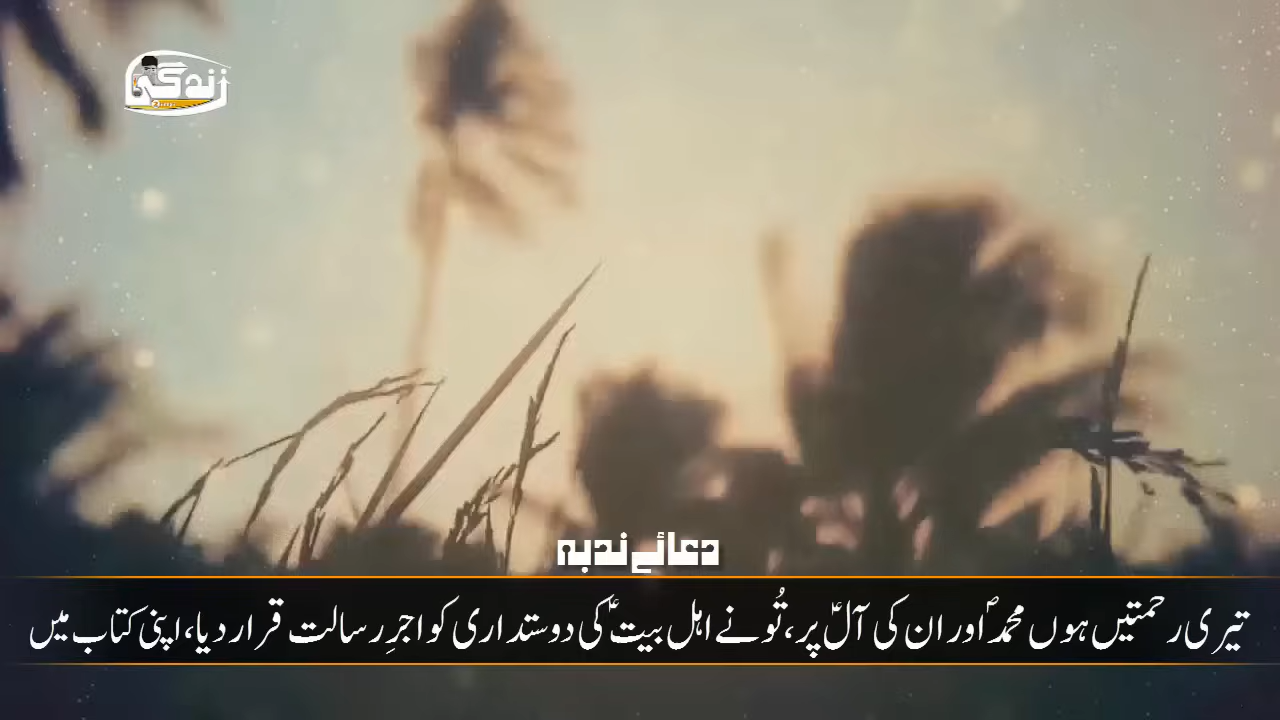 زندگی
دعائے ندبہ
تیری رحمتیں ہوں محمدؐ اور ان کی آلؑ پر، تُو نے اہل بیتؑ کی دوستداری کو اجرِ رسالت قرار دیا، اپنی کتاب میں